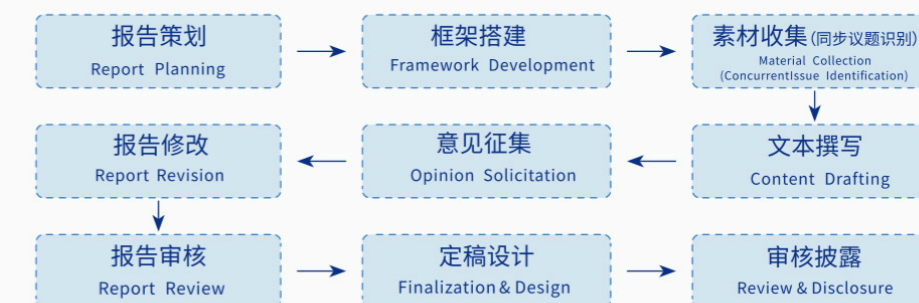 报告策划
Report Planning
框架搭建
Framework Development
素材收集(同步议题识别)
Material Collection
(ConcurrentIssue Identification)
文本撰写
Content Drafting
意见征集
Opinion Solicitation
报告修改
Report Revision
报告审核
Report Review
定稿设计
Finalization & Design
审核披露
Review & Disclosure